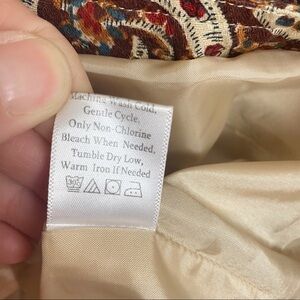 Machine Wash Cold,
Gentle Cycle.
Only Non-Chlorine
Bleach When Needed.
Tumble Dry Low,
Warm Iron If Needed